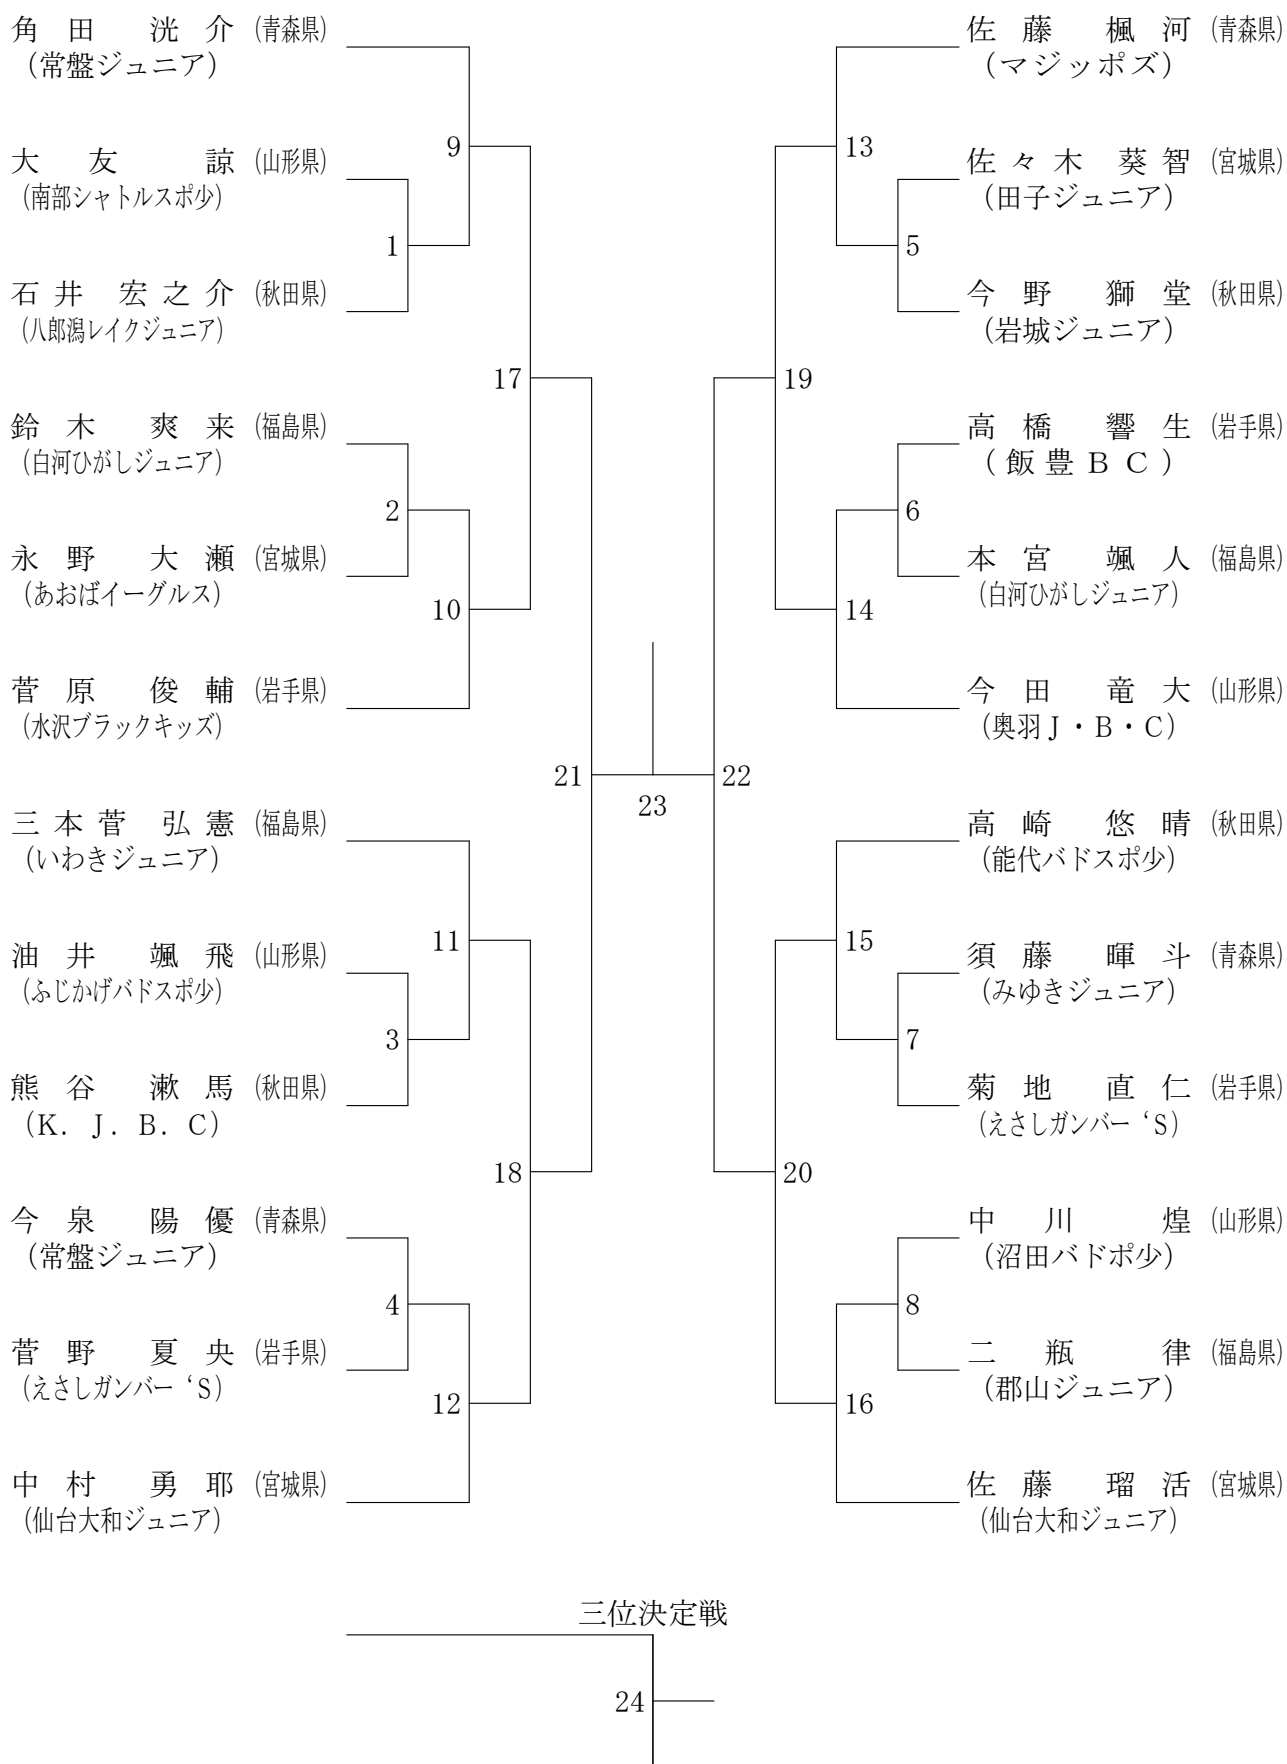 角田 洸介 (青森県)
(常盤ジュニア)
9
大友 諒 (山形県)
(南部シャトルスポ少)
1
石井 宏之介 (秋田県)
(八郎潟レイクジュニア)
17
鈴木 爽来 (福島県)
(白河ひがしジュニア)
2
永野 大瀬 (宮城県)
(あおばイーグルス)
10
菅原 俊輔 (岩手県)
(水沢ブラックキッズ)
21
三本菅 弘憲 (福島県)
(いわきジュニア)
11
油井 颯飛 (山形県)
(ふじかげバドスポ少)
3
熊谷 漱馬 (秋田県)
(K. J. B. C)
18
今泉 陽優 (青森県)
(常盤ジュニア)
4
菅野 夏央 (岩手県)
(えさしガンバー‘S)
12
中村 勇耶 (宮城県)
(仙台大和ジュニア)
23
佐藤 楓河 (青森県)
(マジッポズ)
13
佐々木 葵智 (宮城県)
(田子ジュニア)
5
今野 獅堂 (秋田県)
(岩城ジュニア)
19
高橋 響生 (岩手県)
(飯豊BC)
6
本宮 颯人 (福島県)
(白河ひがしジュニア)
14
今田 竜大 (山形県)
(奥羽J・B・C)
22
高崎 悠晴 (秋田県)
(能代バドスポ少)
15
須藤 暉斗 (青森県)
(みゆきジュニア)
7
菊地 直仁 (岩手県)
(えさしガンバー‘S)
20
中川 煌 (山形県)
(沼田バドポ少)
8
二瓶 律 (福島県)
(郡山ジュニア)
16
佐藤 瑠活 (宮城県)
(仙台大和ジュニア)
三位決定戦
24